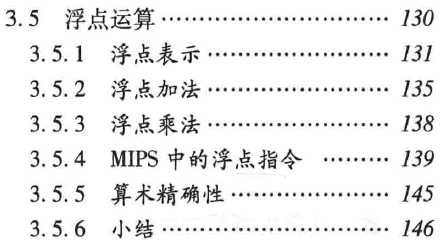 3.5 浮点运算 …………………………… 130
3.5.1 浮点表示 …………………… 131
3.5.2 浮点加法 …………………… 135
3.5.3 浮点乘法 …………………… 138
3.5.4 MIPS 中的浮点指令 ……… 139
3.5.5 算术精确性 ………………… 145
3.5.6 小结 ………………………… 146